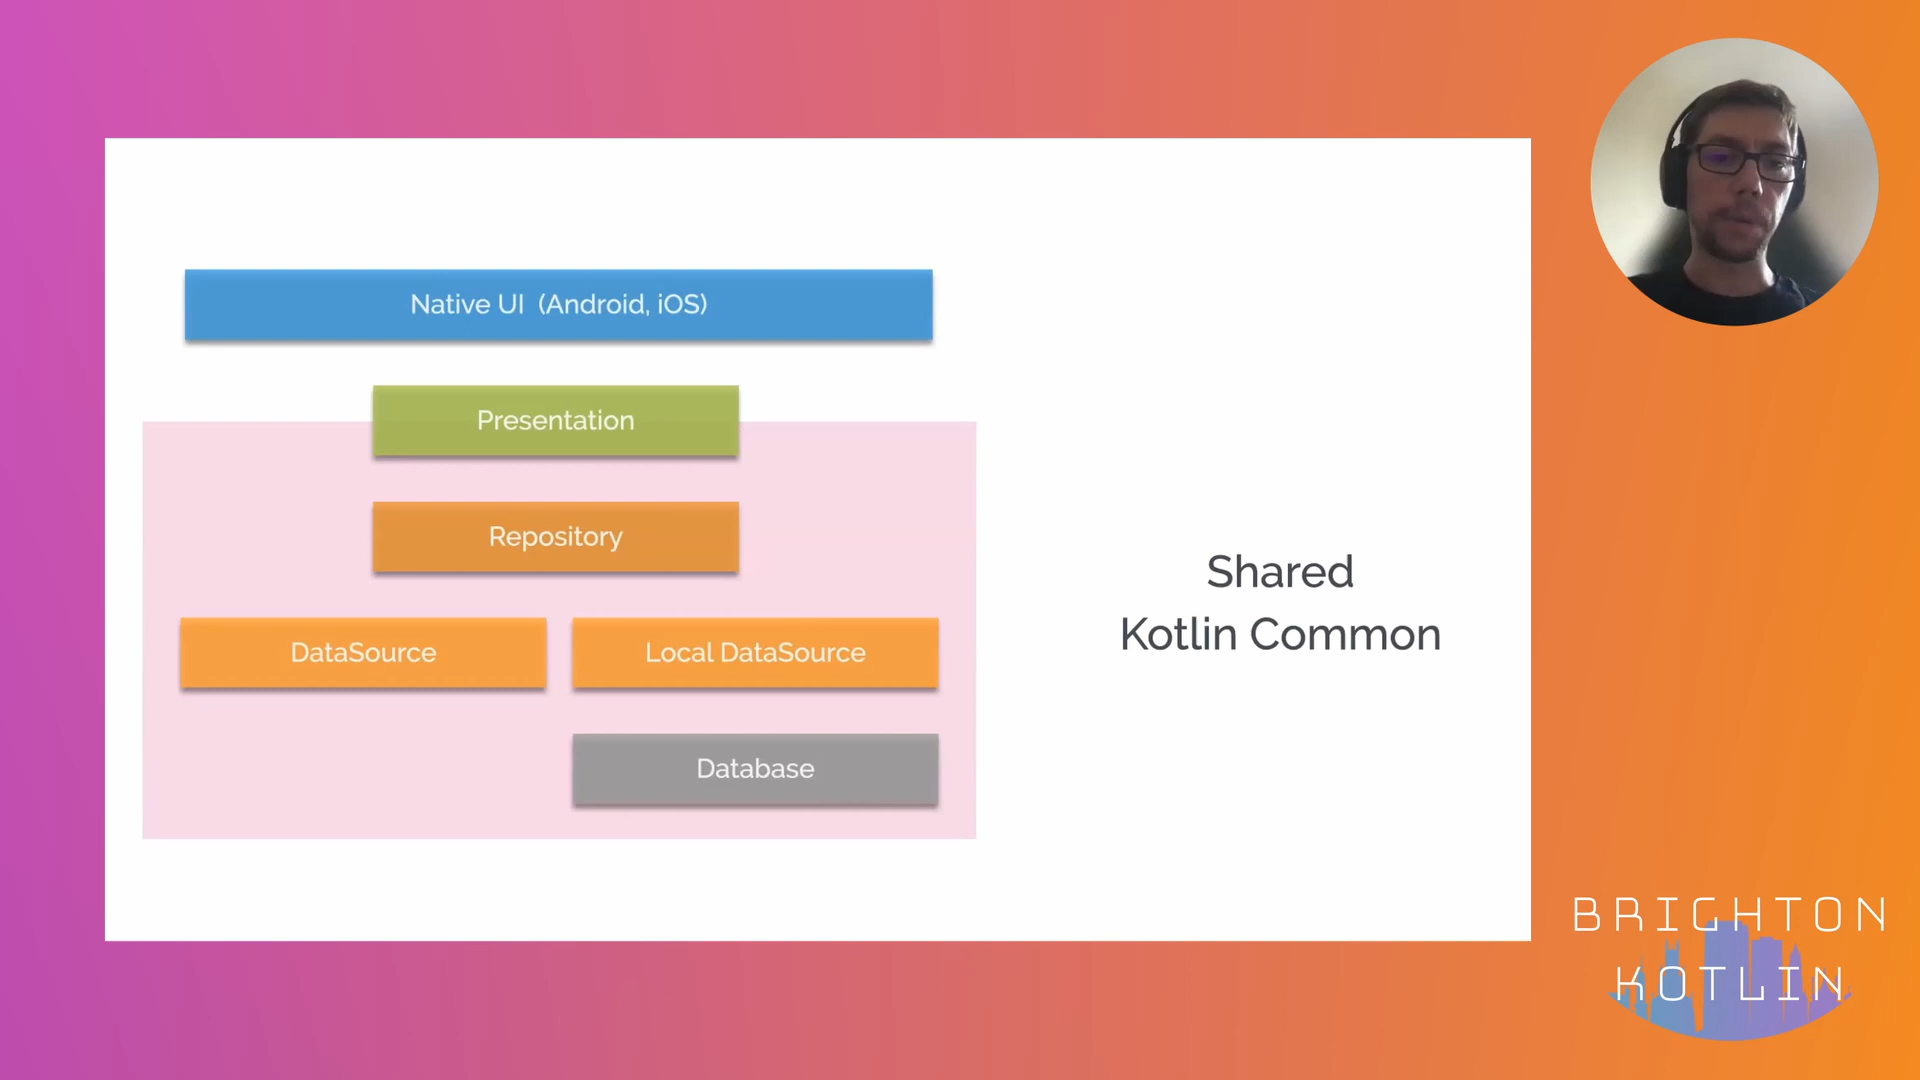 Native UI (Android, iOS)
Presentation
Repository
DataSource
Local DataSource
Database
Shared
Kotlin Common
BRIGHTON
KOTLIN